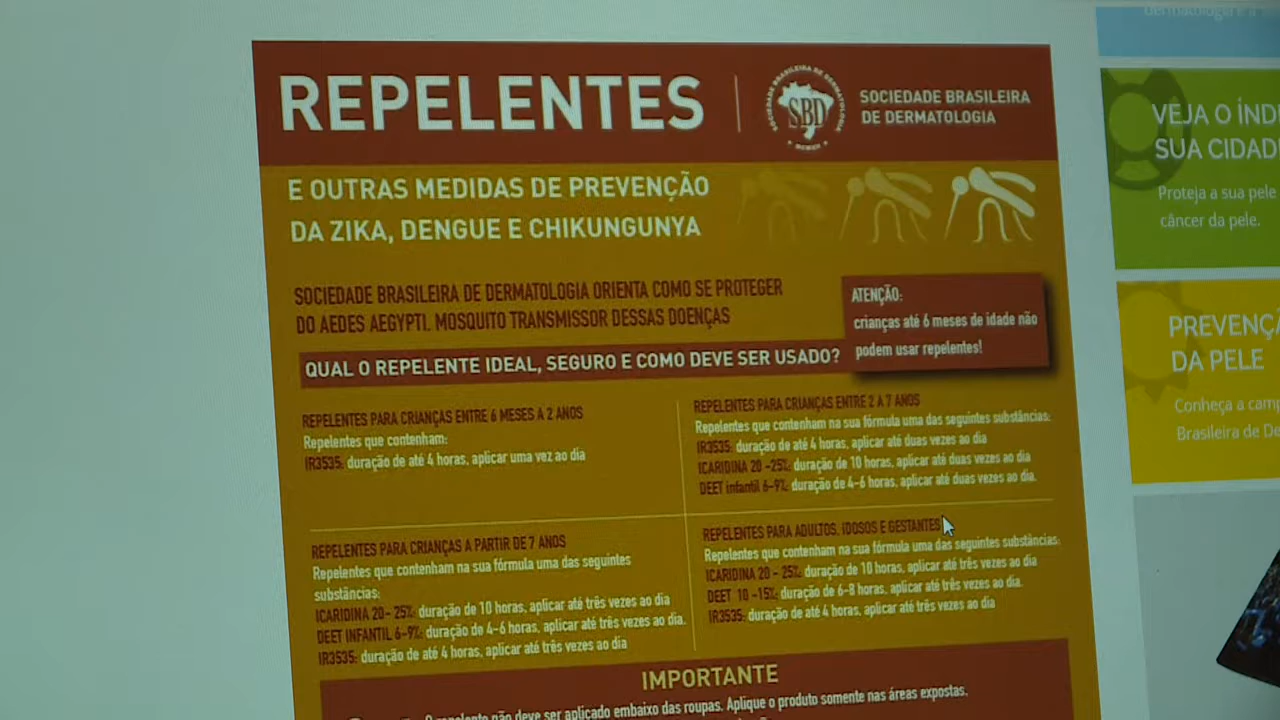 REPELENTES
SOCIEDADE BRASILEIRA DE DERMATOLOGIA
SBD
SOCIEDADE BRASILEIRA
DE DERMATOLOGIA
E OUTRAS MEDIDAS DE PREVENÇÃO
DA ZIKA, DENGUE E CHIKUNGUNYA
SOCIEDADE BRASILEIRA DE DERMATOLOGIA ORIENTA COMO SE PROTEGER
DO AEDES AEGYPTI, MOSQUITO TRANSMISSOR DESSAS DOENÇAS
ATENÇÃO:
crianças até 6 meses de idade não
podem usar repelentes!
QUAL O REPELENTE IDEAL, SEGURO E COMO DEVE SER USADO?
REPELENTES PARA CRIANÇAS ENTRE 6 MESES A 2 ANOS
Repelentes que contenham:
IR3535: duração de até 4 horas, aplicar uma vez ao dia
REPELENTES PARA CRIANÇAS ENTRE 2 A 7 ANOS
Repelentes que contenham na sua fórmula uma das seguintes substâncias:
IR3535: duração de até 4 horas, aplicar até duas vezes ao dia
ICARIDINA 20 -25%: duração de 10 horas, aplicar até duas vezes ao dia
DEET infantil 6-9%: duração de 4-6 horas, aplicar até duas vezes ao dia.
REPELENTES PARA CRIANÇAS A PARTIR DE 7 ANOS
Repelentes que contenham na sua fórmula uma das seguintes
substâncias:
ICARIDINA 20- 25%: duração de 10 horas, aplicar até três vezes ao dia
DEET INFANTIL 6-9%: duração de 4-6 horas, aplicar até três vezes ao dia.
IR3535: duração de até 4 horas, aplicar até três vezes ao dia
REPELENTES PARA ADULTOS, IDOSOS E GESTANTES
Repelentes que contenham na sua fórmula uma das seguintes substâncias:
ICARIDINA 20 - 25%: duração de 10 horas, aplicar até três vezes ao dia
DEET 10 -15%: duração de 6-8 horas, aplicar até três vezes ao dia.
IR3535: duração de até 4 horas, aplicar até três vezes ao dia
IMPORTANTE
O repelente não deve ser aplicado embaixo das roupas. Aplique o produto somente nas áreas expostas.
VEJA O ÍNDI
SUA CIDAD
Proteja a sua pele
câncer da pele.
PREVENÇ
DA PELE
Conheça a camp
Brasileira de De